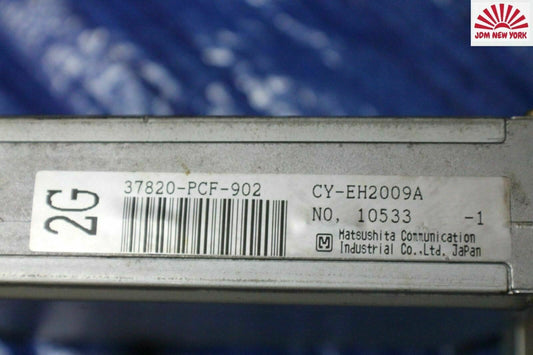 JDM NEW YORK
2G
37820-PCF-902
CY-EH2009A
NO, 10533 -1
M Matsushita Communication
Industrial Co.,Ltd. JaPan